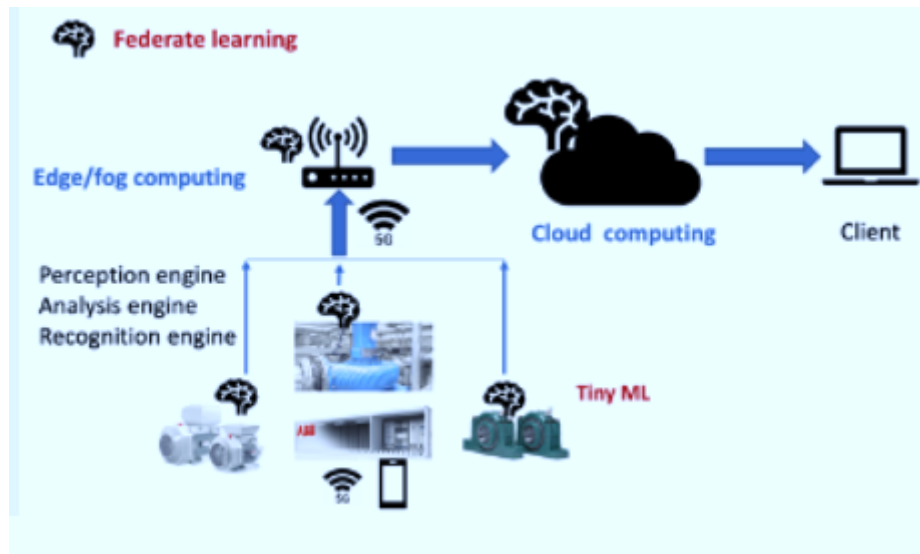 Federate learning
Edge/fog computing
5G
Cloud computing
Client
Perception engine
Analysis engine
Recognition engine
Tiny ML
ABB
5G